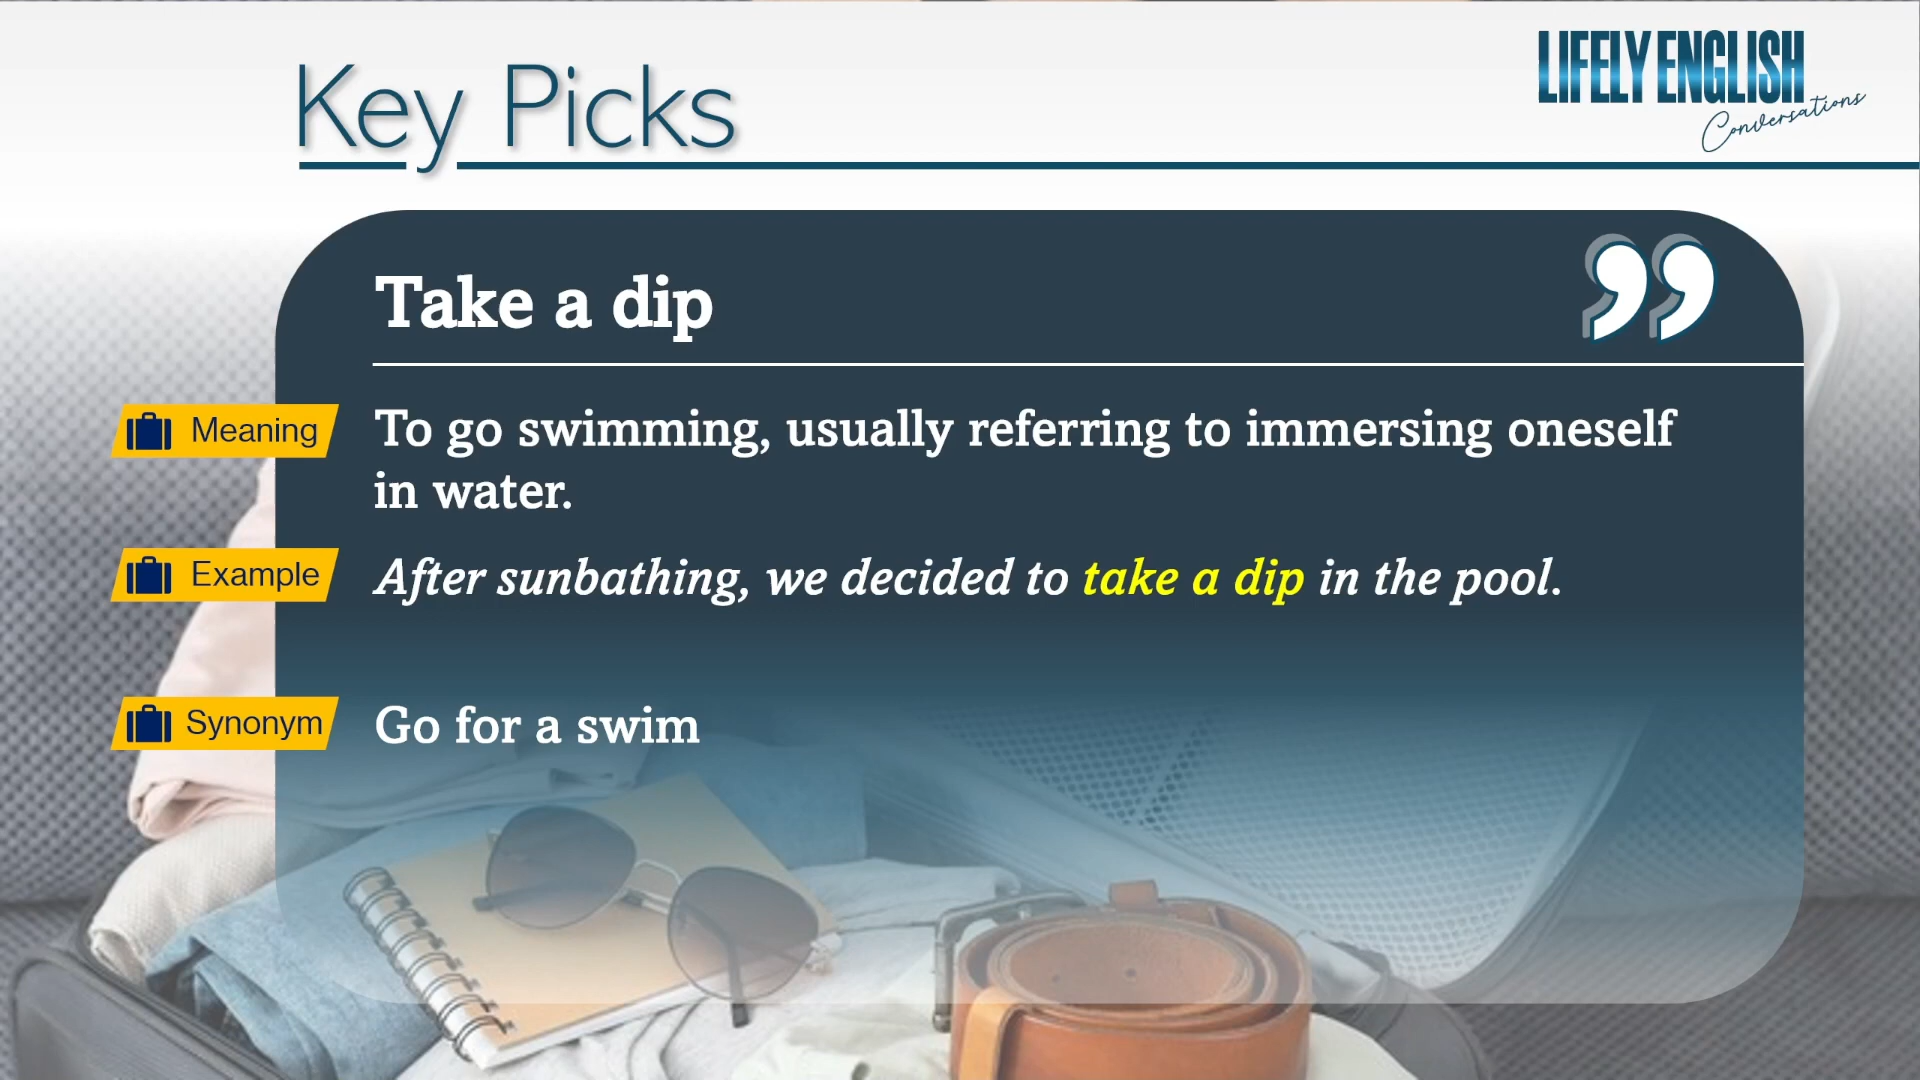 Key Picks
LIFELY ENGLISH
Conversations
Take a dip
Meaning
To go swimming, usually referring to immersing oneself
in water.
Example
After sunbathing, we decided to take a dip in the pool.
Synonym
Go for a swim